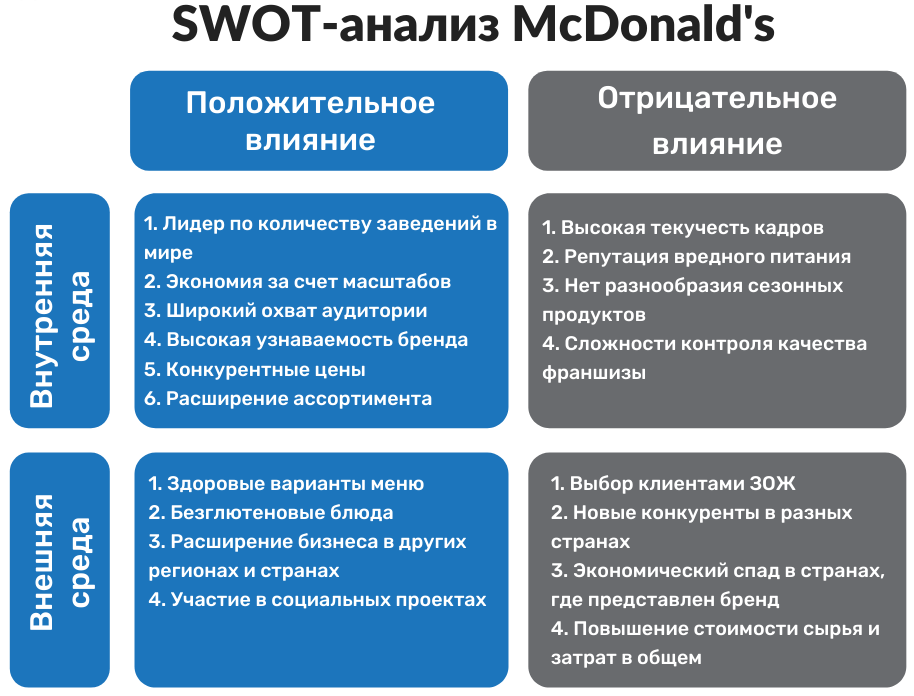 SWOT-анализ McDonald's
Положительное
влияние
Отрицательное
влияние
Внутренняя
среда
1. Лидер по количеству заведений в
мире
2. Экономия за счет масштабов
3. Широкий охват аудитории
4. Высокая узнаваемость бренда
5. Конкурентные цены
6. Расширение ассортимента
1. Высокая текучесть кадров
2. Репутация вредного питания
3. Нет разнообразия сезонных
продуктов
4. Сложности контроля качества
франшизы
Внешняя
среда
1. Здоровые варианты меню
2. Безглютеновые блюда
3. Расширение бизнеса в других
регионах и странах
4. Участие в социальных проектах
1. Выбор клиентами ЗОЖ
2. Новые конкуренты в разных
странах
3. Экономический спад в странах,
где представлен бренд
4. Повышение стоимости сырья и
затрат в общем